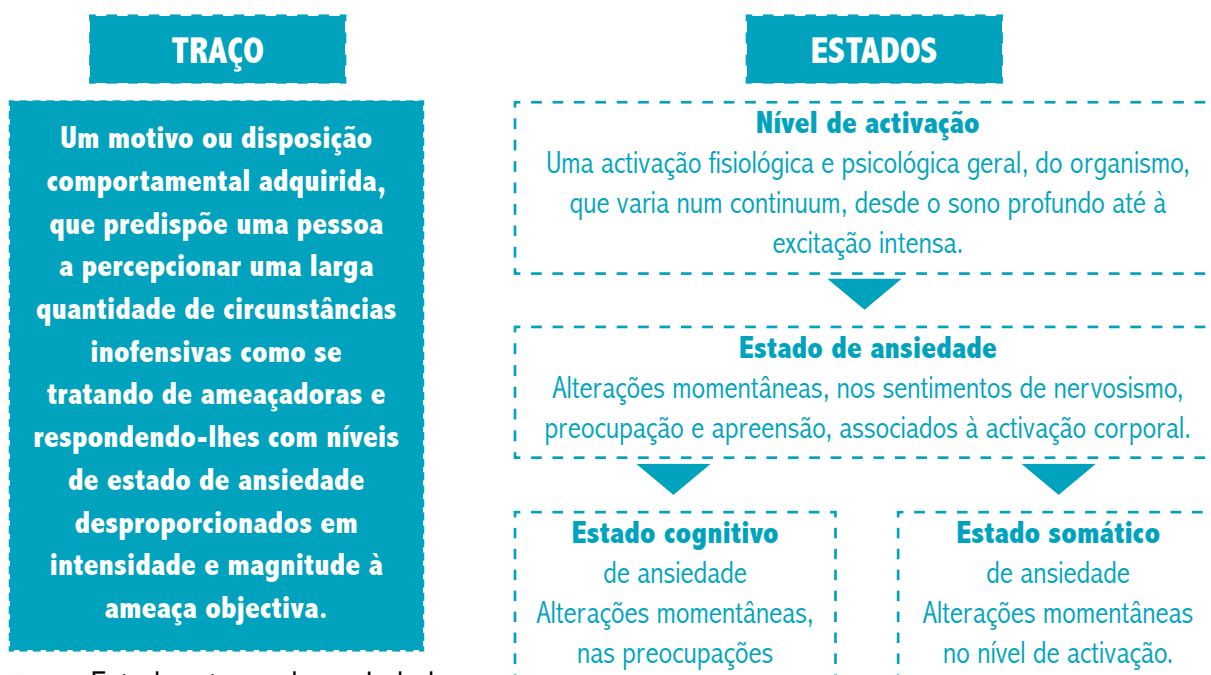 TRAÇO
Um motivo ou disposição
comportamental adquirida,
que predispõe uma pessoa
a percepcionar uma larga
quantidade de circunstâncias
inofensivas como se
tratando de ameaçadoras e
respondendo-lhes com níveis
de estado de ansiedade
desproporcionados em
intensidade e magnitude à
ameaça objectiva.
ESTADOS
Nível de activação
Uma activação fisiológica e psicológica geral, do organismo,
que varia num continuum, desde o sono profundo até à
excitação intensa.
Estado de ansiedade
Alterações momentâneas, nos sentimentos de nervosismo,
preocupação e apreensão, associados à activação corporal.
Estado cognitivo
de ansiedade
Alterações momentâneas,
nas preocupações
Estado somático
de ansiedade
Alterações momentâneas
no nível de activação.